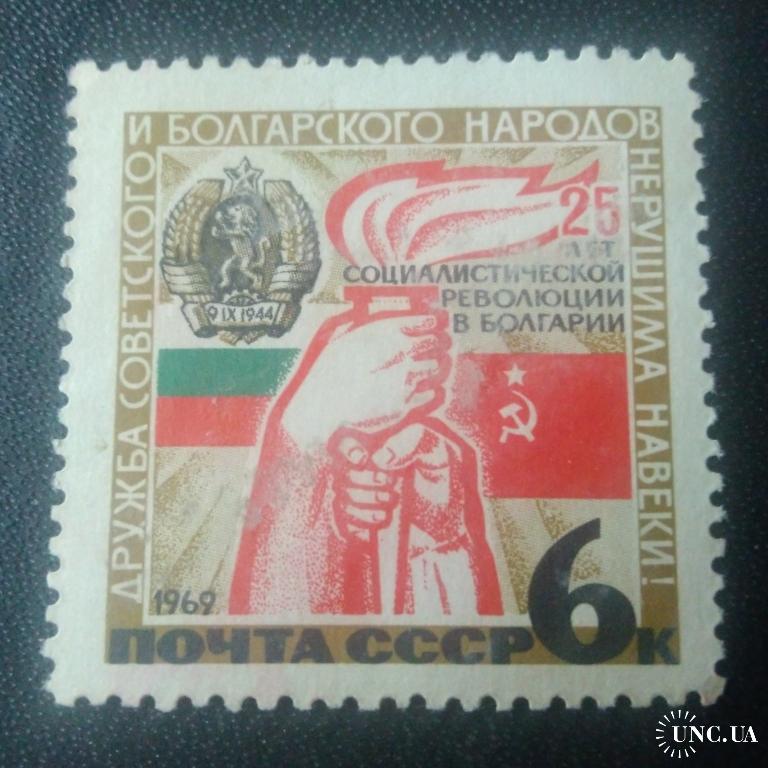 ДРУЖБА СОВЕТСКОГО И БОЛГАРСКОГО НАРОДОВ НЕРУШИМА НАВЕКИ!
25
ЛЕТ
СОЦИАЛИСТИЧЕСКОЙ
РЕВОЛЮЦИИ
В БОЛГАРИИ
9 IX 1944
1969
ПОЧТА СССР 6 К
UNC.UA